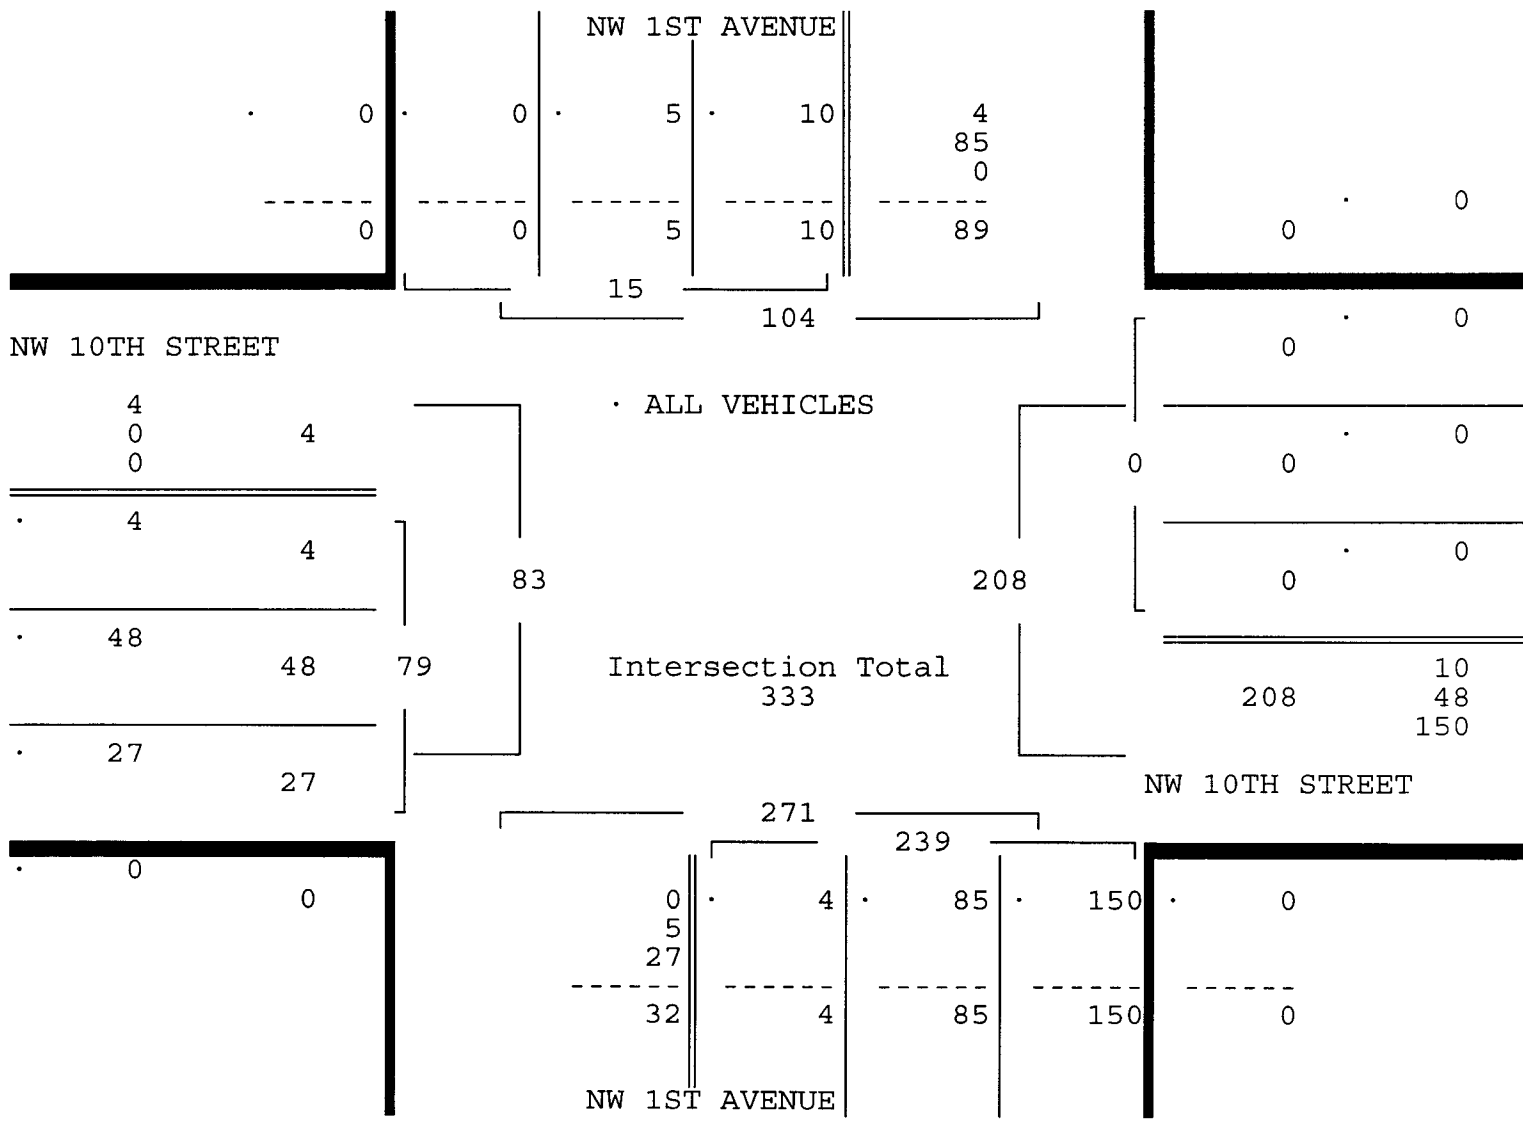 NW 1ST AVENUE
· 0 · 0 · 5 · 10 4
85
0
------ ------ ------ ------ ------
· 0
0 0 5 10 89 0
15
104 · 0
NW 10TH STREET 0
4 · ALL VEHICLES
0 4 · 0
0 0 0
· 4
4 · 0
83 208 0
· 48
48 79 Intersection Total 10
333 208 48
150
· 27
27 NW 10TH STREET
271
239
· 0
0 0 · 4 · 85 · 150 · 0
5
27
------ ------ ------ ------ ------
32 4 85 150 0
NW 1ST AVENUE